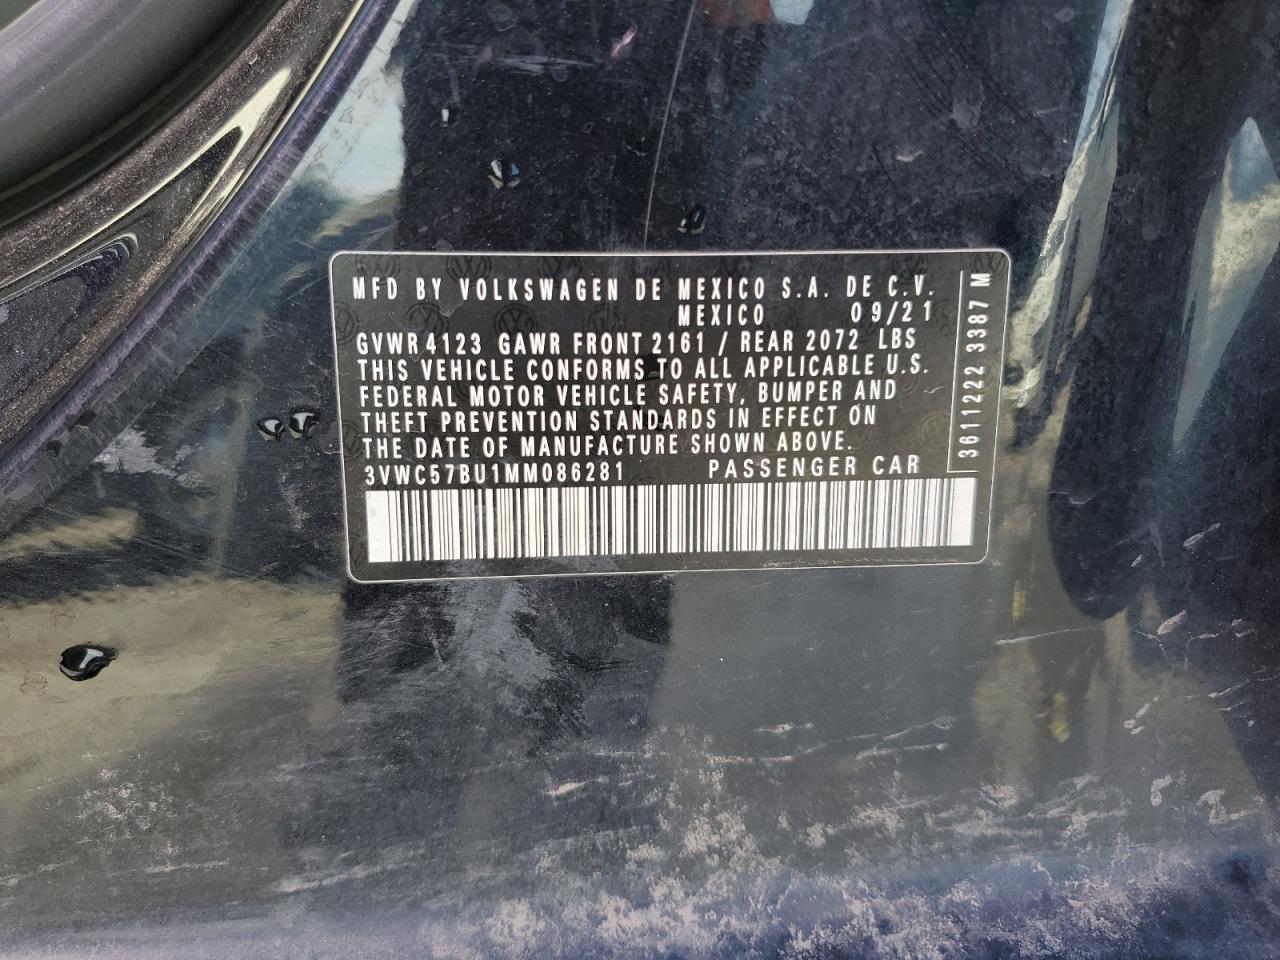 MFD BY VOLKSWAGEN DE MEXICO S.A. DE C.V.
MEXICO 09/21
GVWR 4123 GAWR FRONT 2161 / REAR 2072 LBS
THIS VEHICLE CONFORMS TO ALL APPLICABLE U.S.
FEDERAL MOTOR VEHICLE SAFETY, BUMPER AND
THEFT PREVENTION STANDARDS IN EFFECT ON
THE DATE OF MANUFACTURE SHOWN ABOVE.
3VWC57BU1MM086281 PASSENGER CAR
3611222 3387 M